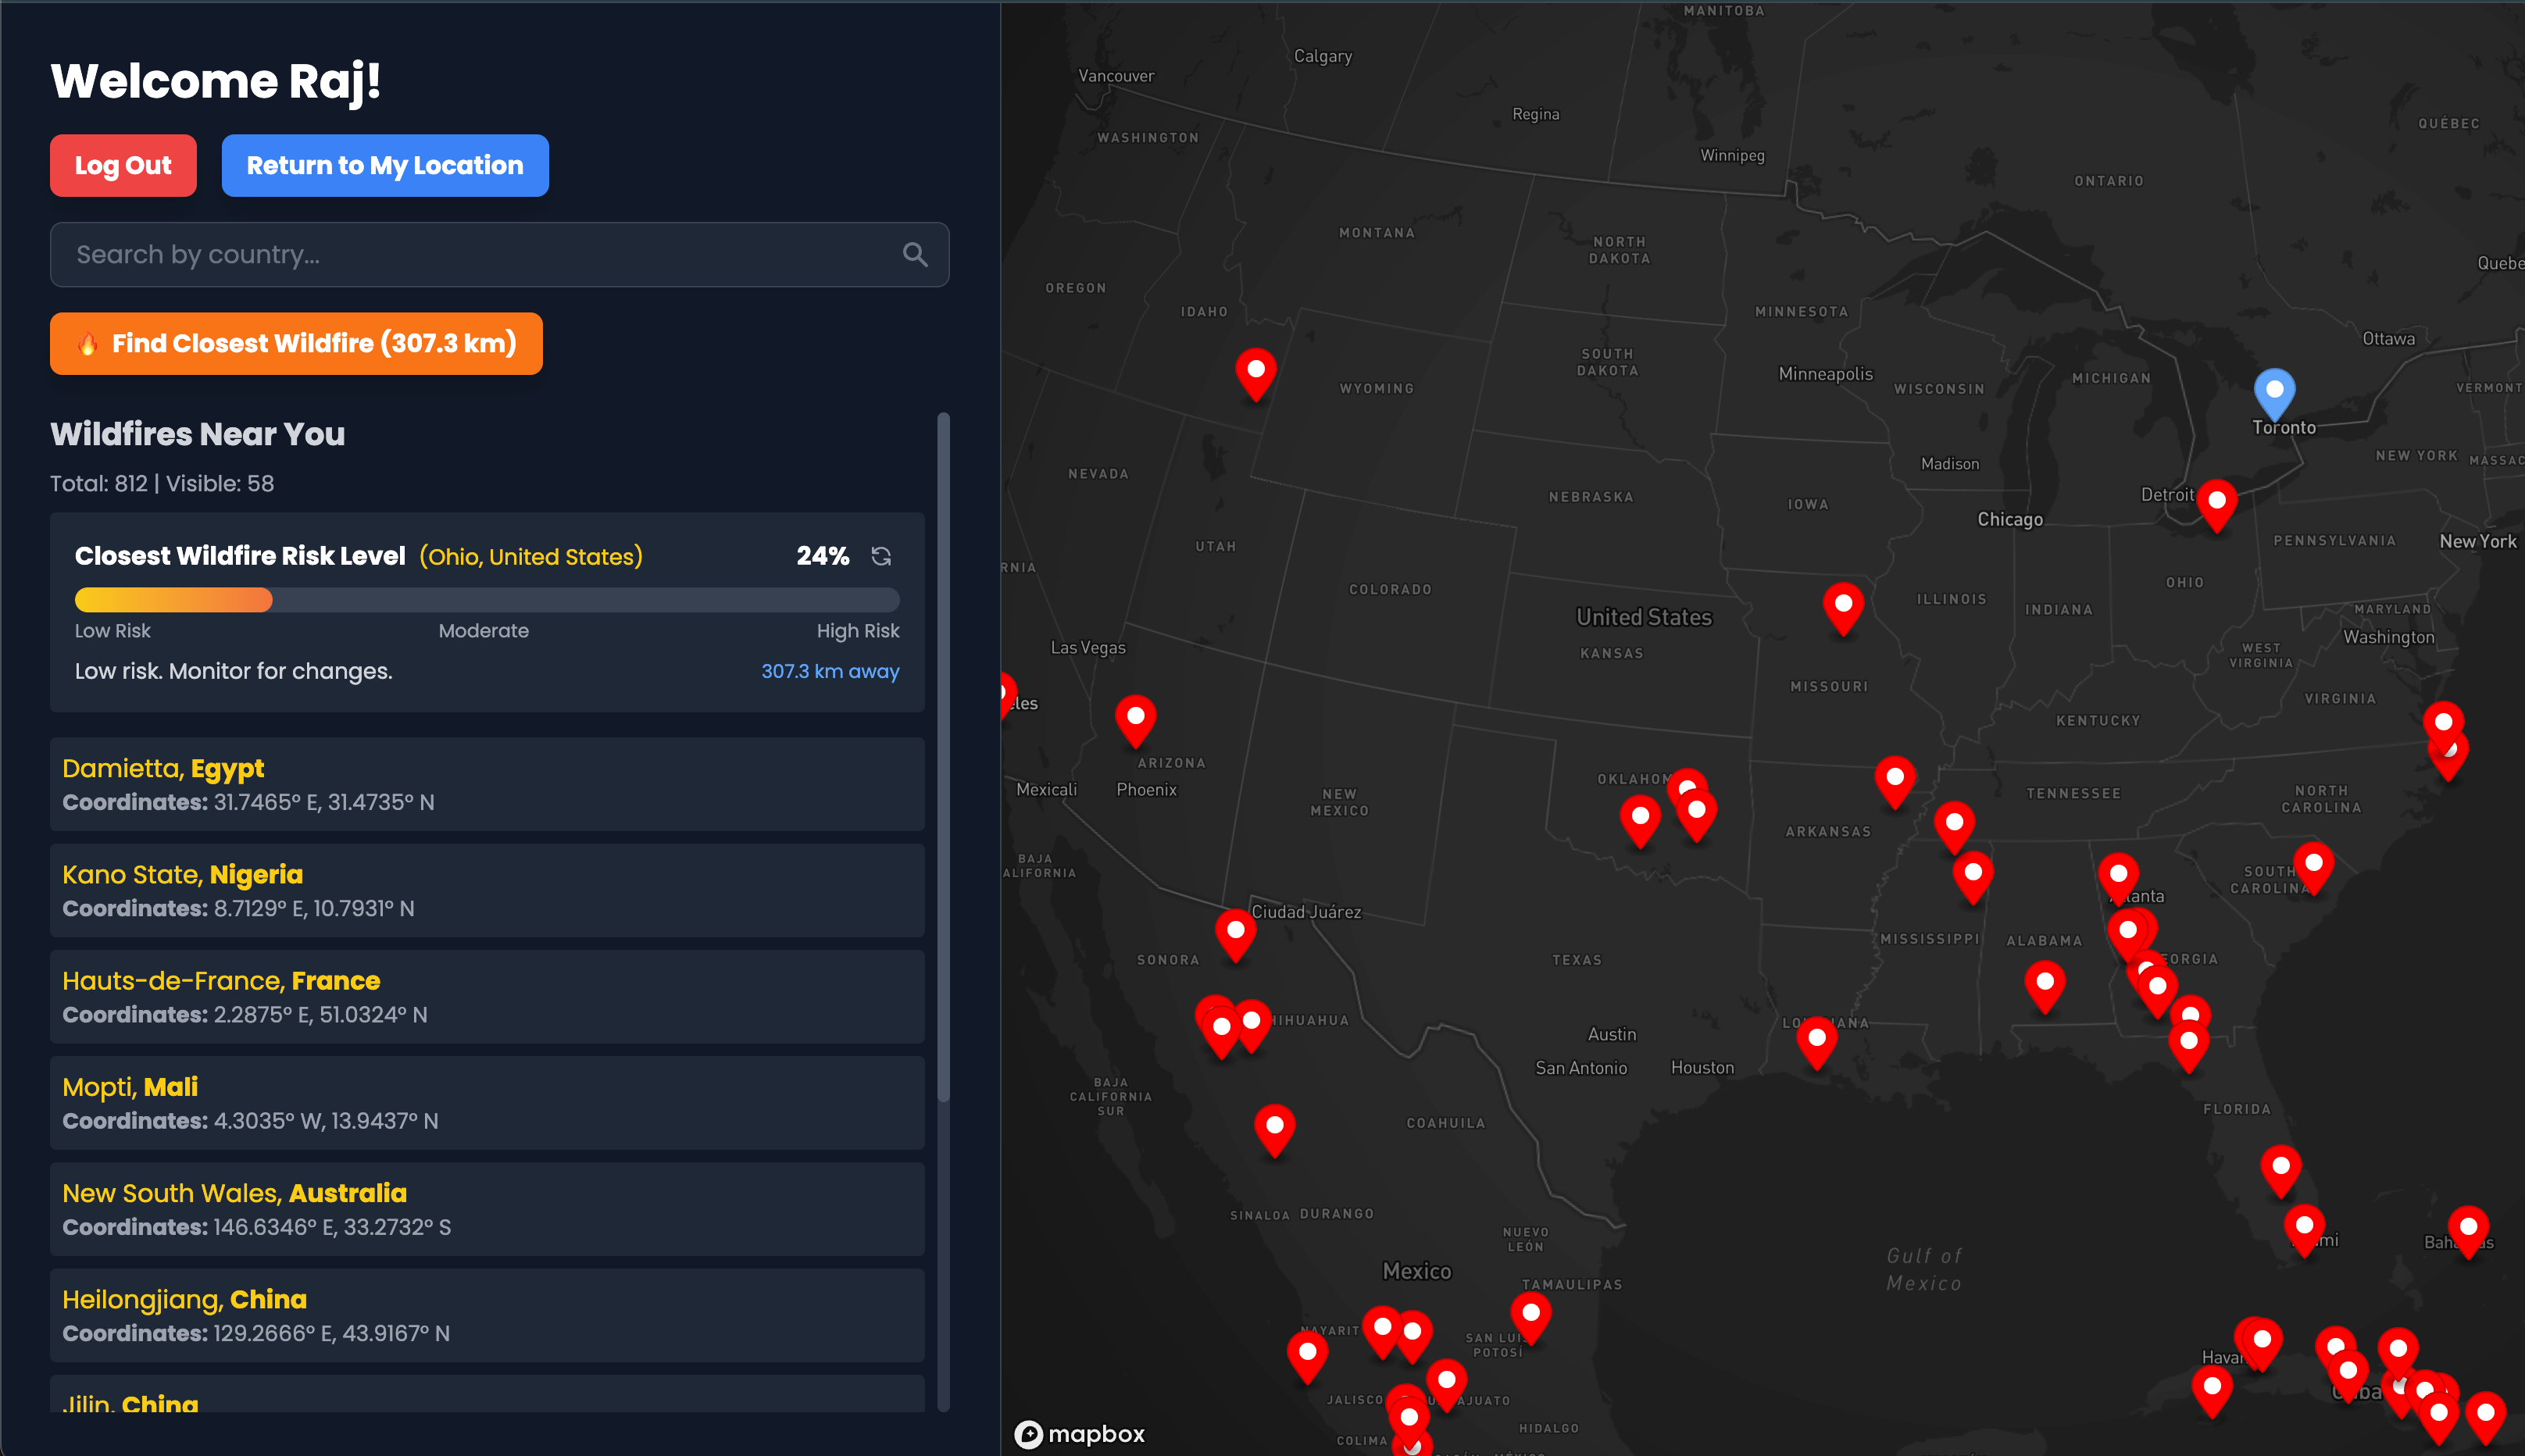 Welcome Raj!
Log Out
Return to My Location
Search by country...
Find Closest Wildfire (307.3 km)
Wildfires Near You
Total: 812 | Visible: 58
Closest Wildfire Risk Level (Ohio, United States) 24%
Low Risk Moderate High Risk
Low risk. Monitor for changes. 307.3 km away
Damietta, Egypt
Coordinates: 31.7465° E, 31.4735° N
Kano State, Nigeria
Coordinates: 8.7129° E, 10.7931° N
Hauts-de-France, France
Coordinates: 2.2875° E, 51.0324° N
Mopti, Mali
Coordinates: 4.3035° W, 13.9437° N
New South Wales, Australia
Coordinates: 146.6346° E, 33.2732° S
Heilongjiang, China
Coordinates: 129.2666° E, 43.9167° N
Jilin, China
MANITOBA
Calgary
Vancouver
Regina
QUÉBEC
WASHINGTON
Winnipeg
ONTARIO
MONTANA
NORTH
DAKOTA
Quebe
OREGON
IDAHO
MINNESOTA
Ottawa
SOUTH
DAKOTA
Minneapolis
WISCONSIN
MICHIGAN
WYOMING
VERMONT
Toronto
NEW YORK
MASSAC
Madison
NEVADA
NEBRASKA
IOWA
Detroit
Chicago
PENNSYLVANIA
New York
UTAH
RNIA
COLORADO
OHIO
ILLINOIS
INDIANA
MARYLAND
United States
Washington
Las Vegas
KANSAS
WEST
VIRGINIA
MISSOURI
VIRGINIA
eles
KENTUCKY
ARIZONA
OKLAHOM
Mexicali
Phoenix
NEW
MEXICO
TENNESSEE
NORTH
CAROLINA
ARKANSAS
BAJA
ALIFORNIA
SOUTH
CAROLINA
lanta
Ciudad Juárez
MISSISSIPPI
ALABAMA
EORGIA
SONORA
TEXAS
HIHUAHUA
LO
ANA
Austin
San Antonio
Houston
BAJA
CALIFORNIA
SUR
COAHUILA
FLORIDA
SINALOA
DURANGO
NUEVO
LEÓN
mi
Bah
as
Gulf of
Mexico
Mexico
TAMAULIPAS
NAYARIT
SAN LUIS
POTOSÍ
Havan
JALISCO
AJUATO
Cuba
HIDALGO
COLIMA
MÉXICO
mapbox